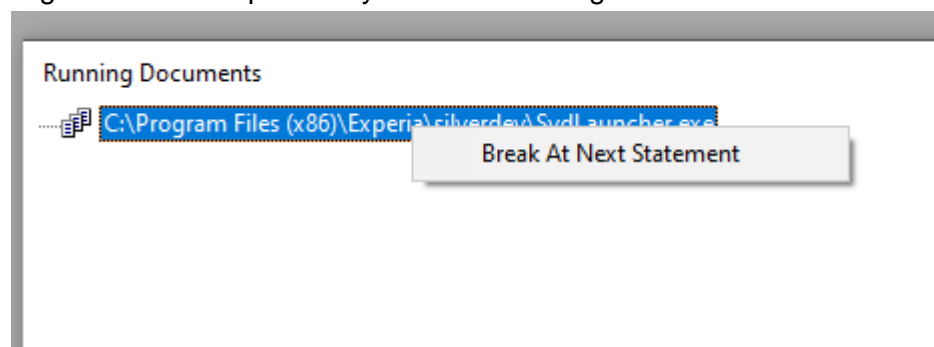 Running Documents
C:\Program Files (x86)\Experia\silverdev\SvdLauncher.exe
Break At Next Statement